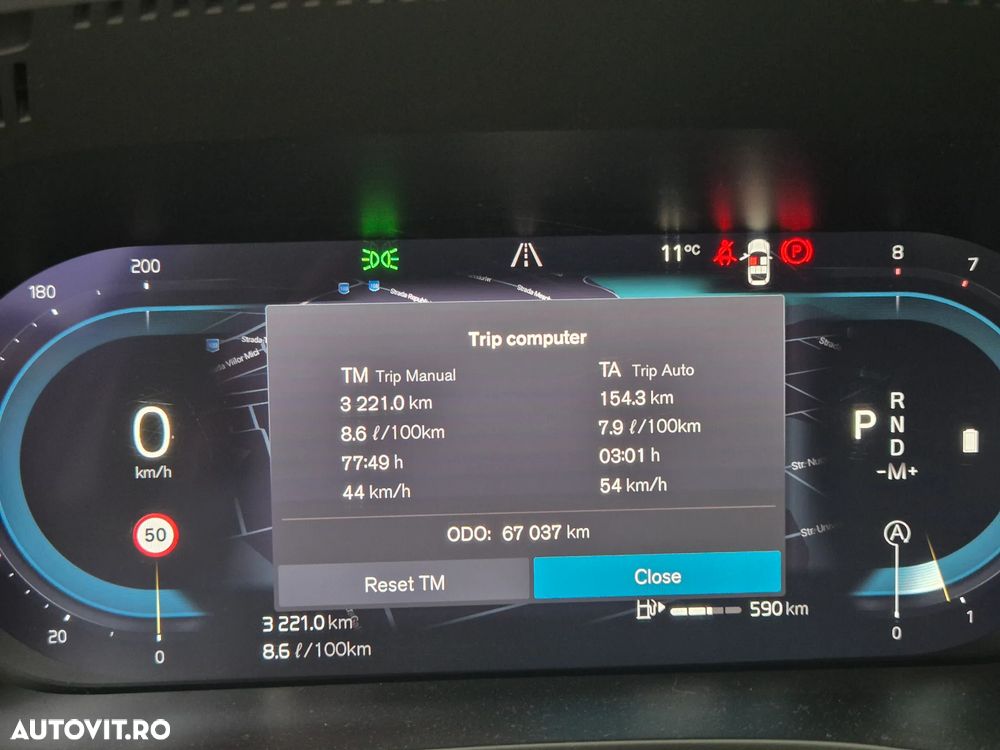 200
180
11°C
8
7
Strada Republ
Trip computer
TM Trip Manual
TA Trip Auto
3 221.0 km
154.3 km
8.6 ℓ/100km
7.9 ℓ/100km
77:49 h
03:01 h
44 km/h
54 km/h
ODO: 67 037 km
Reset TM
Close
0
km/h
50
P
R
N
D
-M+
A
3 221.0 km
8.6 ℓ/100km
590 km
20
0
0
1
AUTOVIT.RO